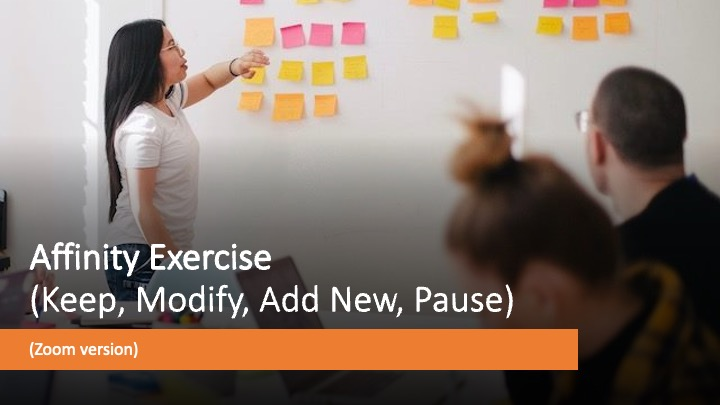 Affinity Exercise
(Keep, Modify, Add New, Pause)
(Zoom version)